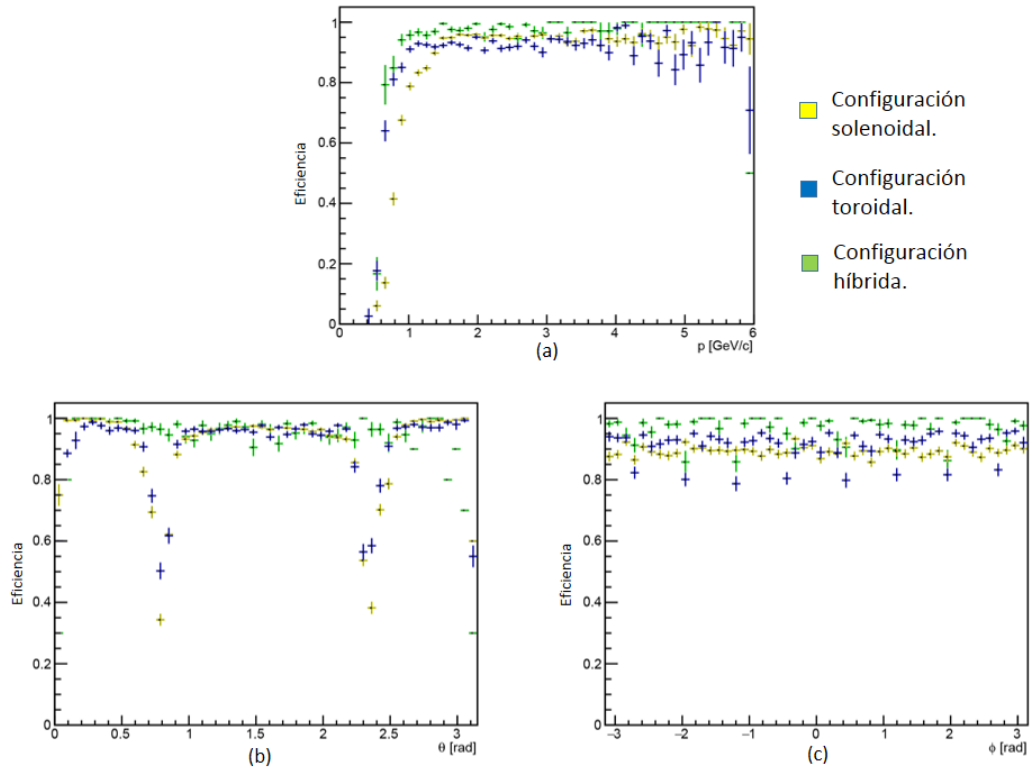 1
0.8
0.6
0.4
0.2
0
Eficiencia
0 1 2 3 4 5 6
p [GeV/c]
(a)
Configuración
solenoidal.
Configuración
toroidal.
Configuración
híbrida.
1
0.8
0.6
0.4
0.2
0
Eficiencia
0 0.5 1 1.5 2 2.5 3
θ [rad]
(b)
1
0.8
0.6
0.4
0.2
0
Eficiencia
−3 −2 −1 0 1 2 3
ϕ [rad]
(c)